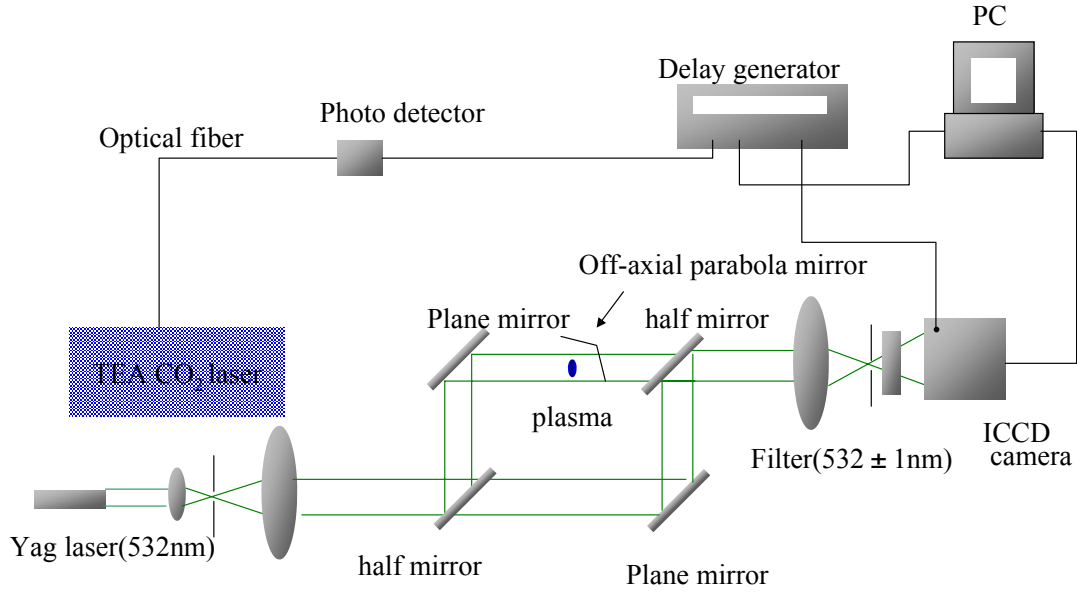 PC
Delay generator
Photo detector
Optical fiber
Off-axial parabola mirror
Plane mirror
half mirror
TEA CO₂ laser
plasma
ICCD
camera
Filter(532 ± 1nm)
Yag laser(532nm)
half mirror
Plane mirror